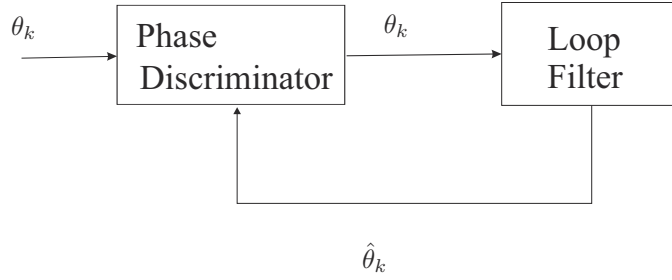 θ_k
Phase
Discriminator
θ_k
Loop
Filter
θ̂_k